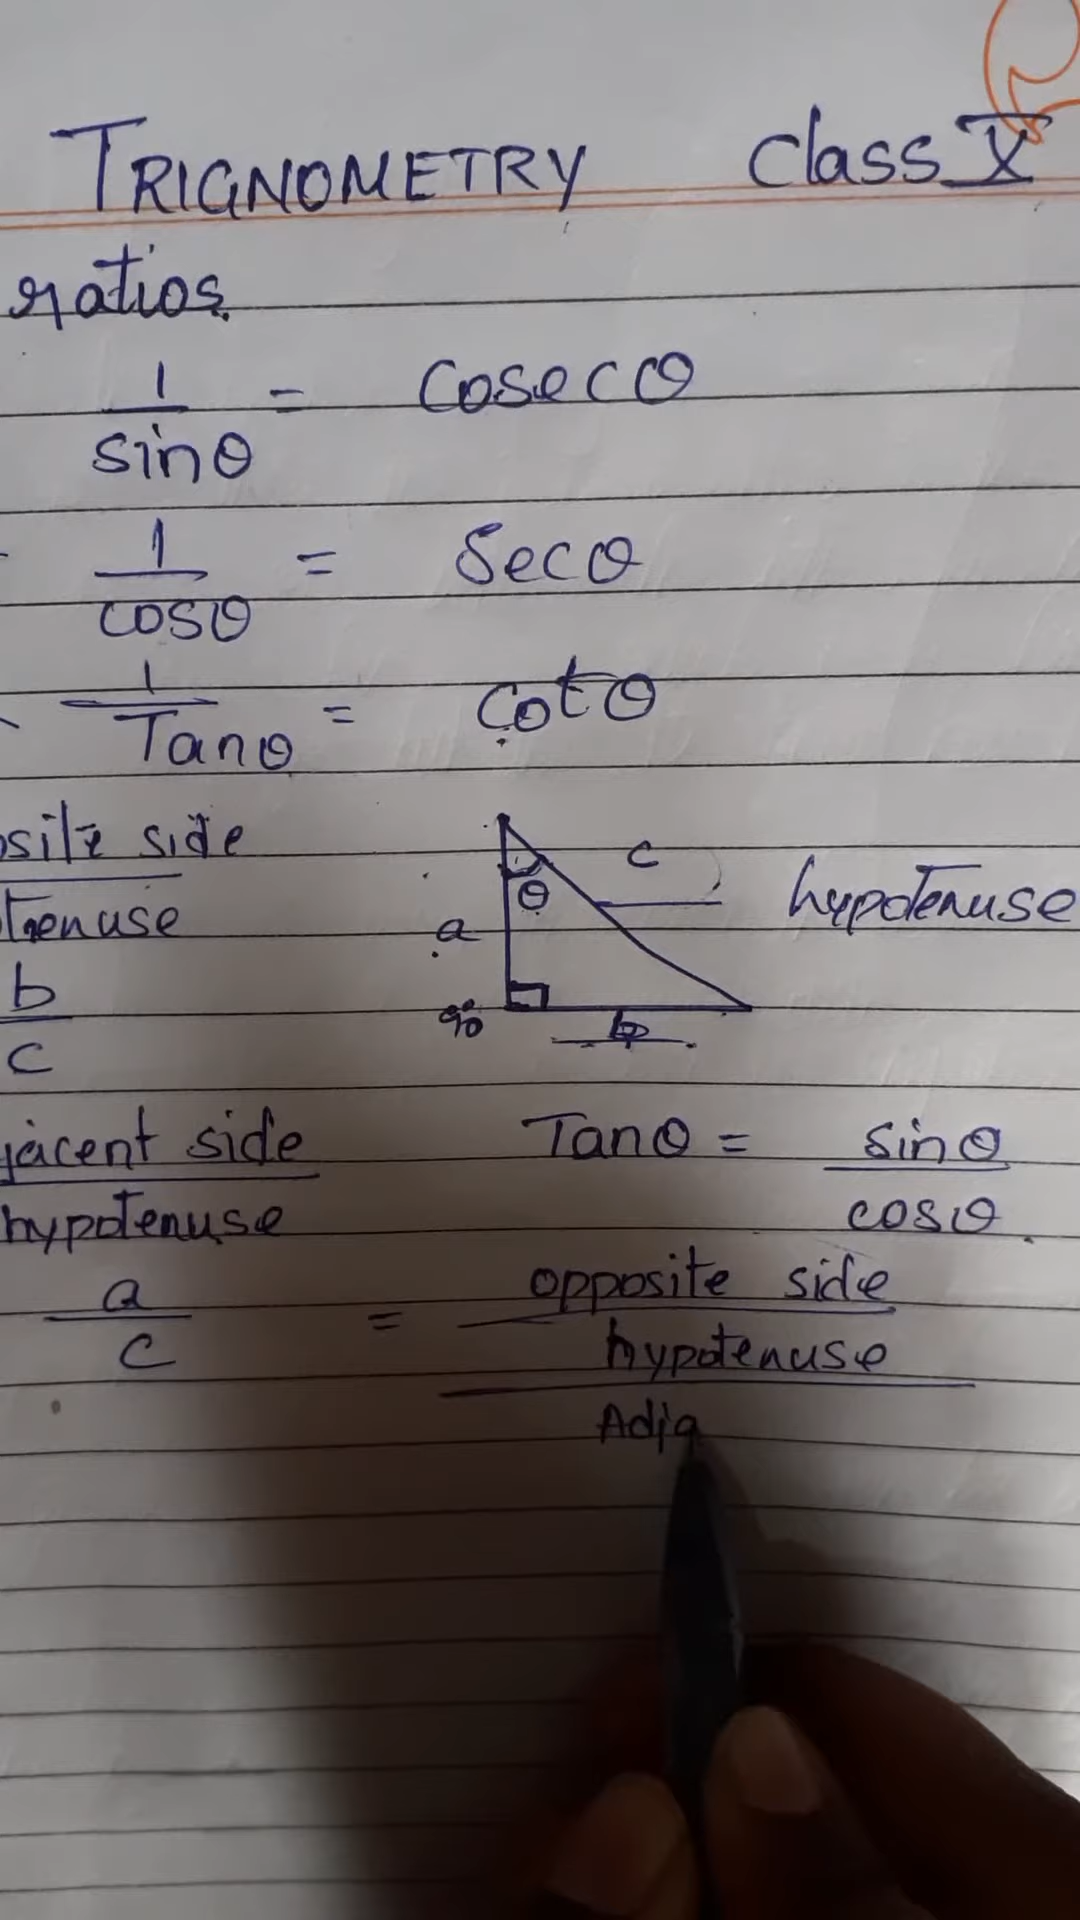 TRIGNOMETRY Class X
ratios.
1
sinθ = Cosecθ
1
cosθ = Secθ
1
Tanθ = Cotθ
osite side
tenuse
b
c
c
hypotenuse
θ
a
90°
b
jacent side
hypotenuse
a
c
Tanθ = sinθ
cosθ
= opposite side
hypotenuse
Adja